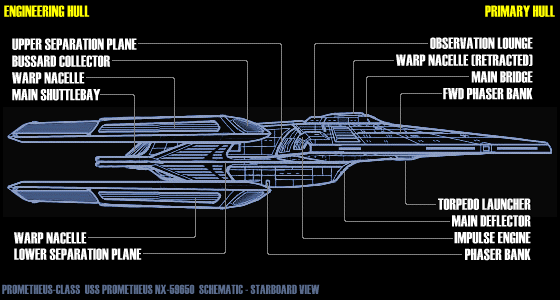 ENGINEERING HULL
PRIMARY HULL
UPPER SEPARATION PLANE
BUSSARD COLLECTOR
WARP NACELLE
MAIN SHUTTLEBAY
OBSERVATION LOUNGE
WARP NACELLE (RETRACTED)
MAIN BRIDGE
FWD PHASER BANK
WARP NACELLE
LOWER SEPARATION PLANE
TORPEDO LAUNCHER
MAIN DEFLECTOR
IMPULSE ENGINE
PHASER BANK
PROMETHEUS-CLASS USS PROMETHEUS NX-59650 SCHEMATIC - STARBOARD VIEW